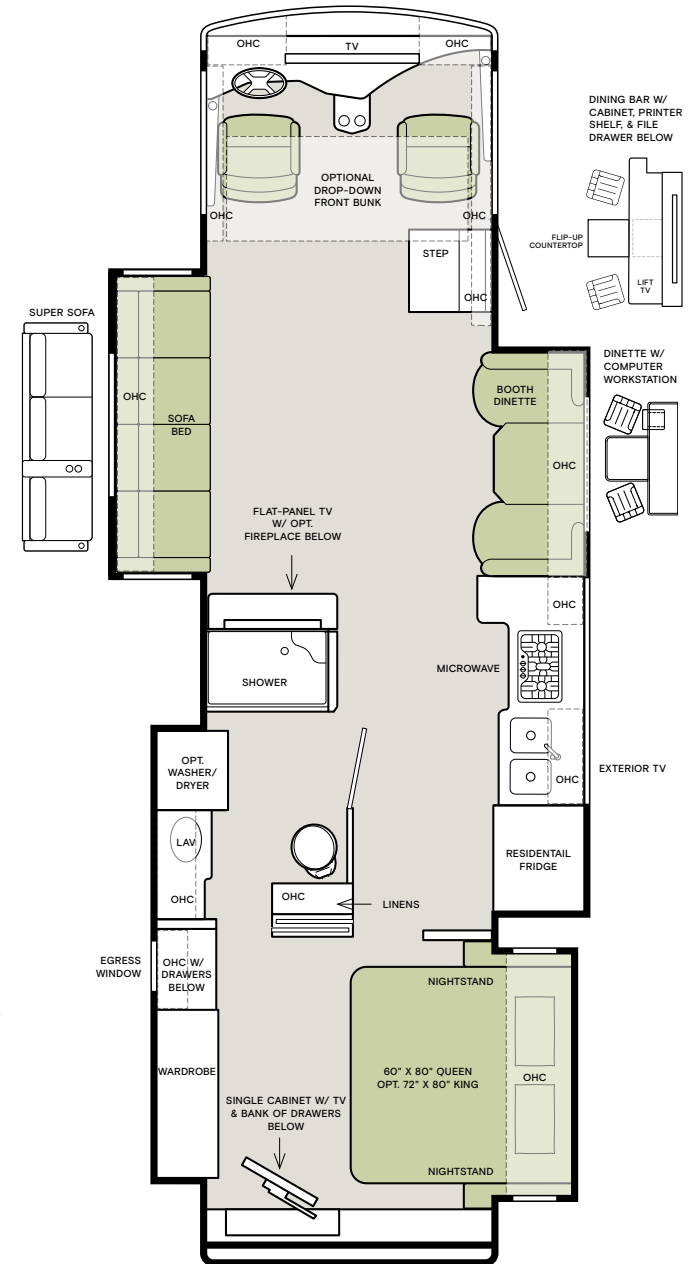 OHC
TV
OHC
DINING BAR W/
CABINET, PRINTER
SHELF, & FILE
DRAWER BELOW
OPTIONAL
DROP-DOWN
FRONT BUNK
OHC
OHC
FLIP-UP
COUNTERTOP
STEP
LIFT
TV
OHC
SUPER SOFA
DINETTE W/
COMPUTER
WORKSTATION
OHC
SOFA
BED
BOOTH
DINETTE
OHC
FLAT-PANEL TV
W/ OPT.
FIREPLACE BELOW
OHC
SHOWER
MICROWAVE
OPT.
WASHER/
DRYER
OHC
EXTERIOR TV
LAV
RESIDENTAIL
FRIDGE
OHC
OHC
LINENS
EGRESS
WINDOW
OHC W/
DRAWERS
BELOW
NIGHTSTAND
WARDROBE
60" X 80" QUEEN
OPT. 72" X 80" KING
OHC
SINGLE CABINET W/ TV
& BANK OF DRAWERS
BELOW
NIGHTSTAND